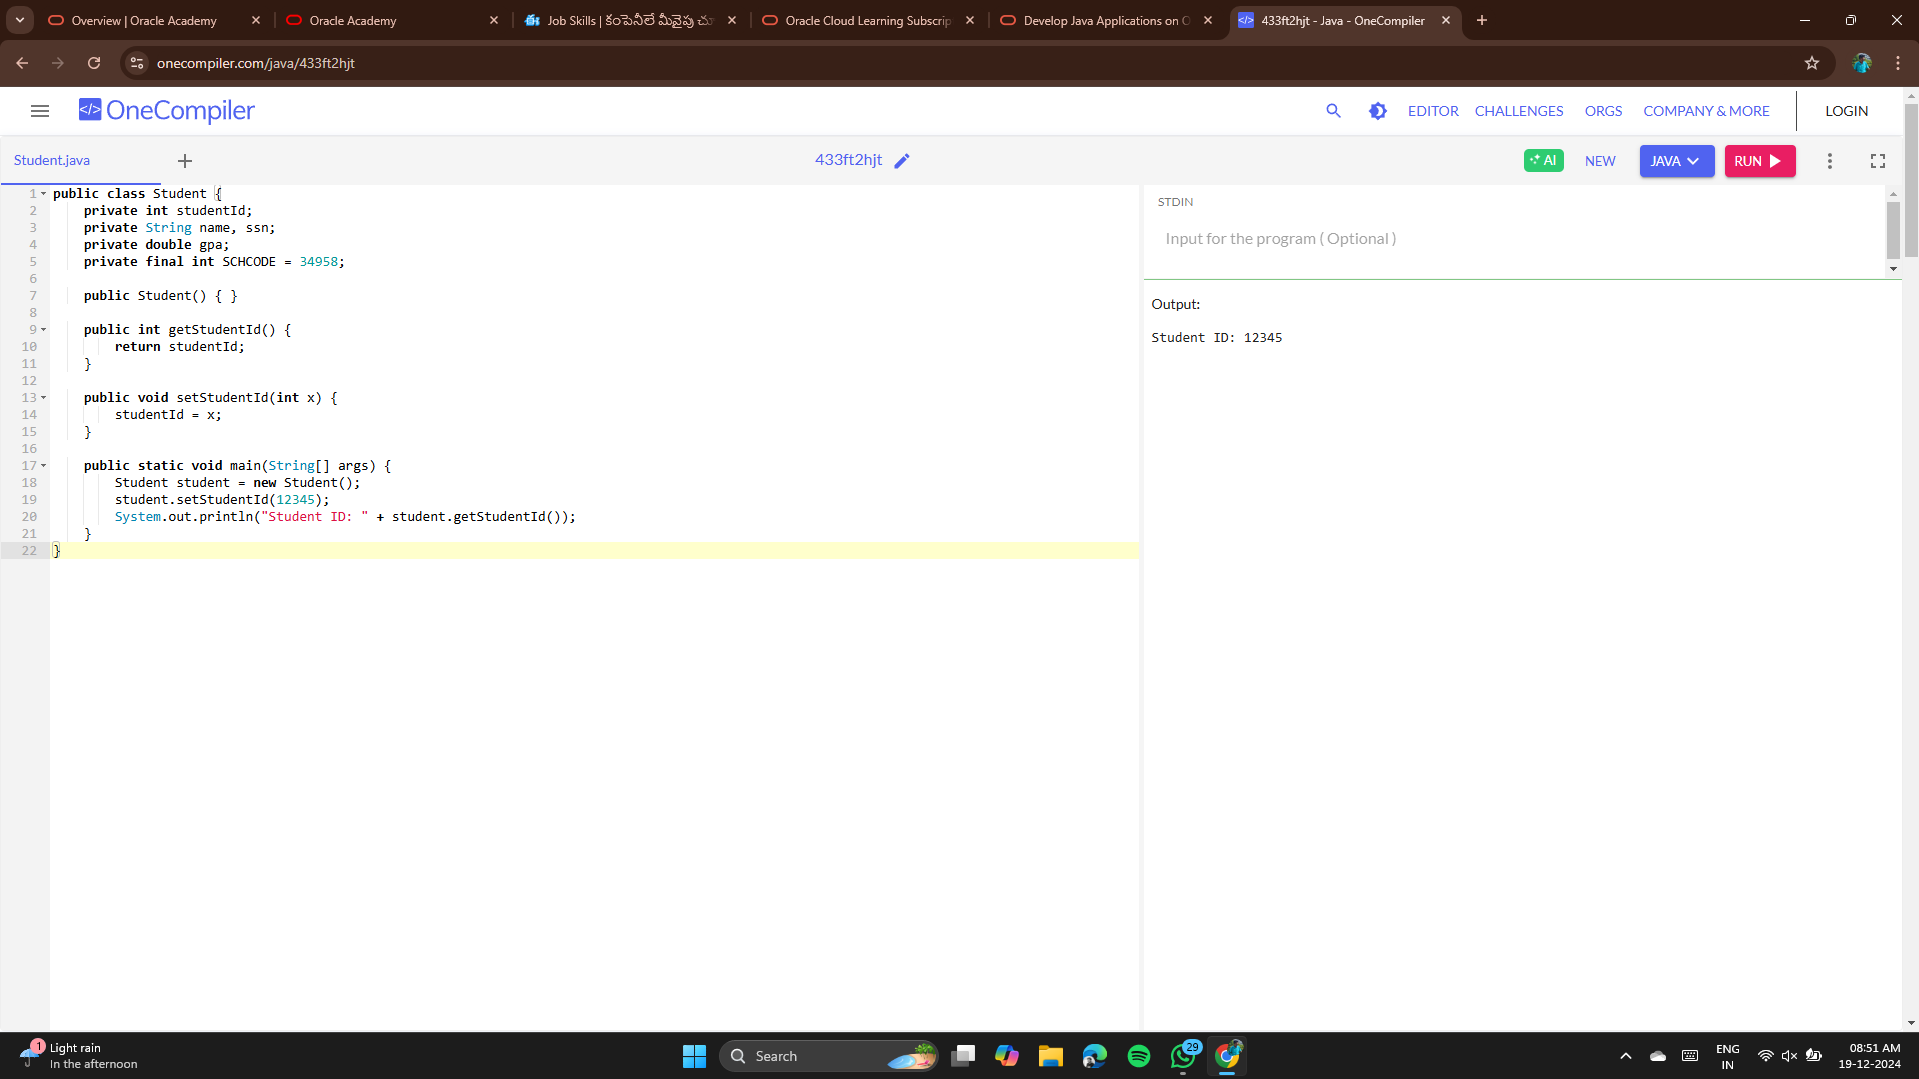 Overview | Oracle Academy
Oracle Academy
Job Skills | కంపెనీలే మీవైపు చూ
Oracle Cloud Learning Subscrip
Develop Java Applications on O
433ft2hjt - Java - OneCompiler
onecompiler.com/java/433ft2hjt
</> OneCompiler
EDITOR
CHALLENGES
ORGS
COMPANY & MORE
LOGIN
Student.java
433ft2hjt
AI
NEW
JAVA
RUN
1 public class Student {
2 private int studentId;
3 private String name, ssn;
4 private double gpa;
5 private final int SCHCODE = 34958;
6
7 public Student() { }
8
9 public int getStudentId() {
10 return studentId;
11 }
12
13 public void setStudentId(int x) {
14 studentId = x;
15 }
16
17 public static void main(String[] args) {
18 Student student = new Student();
19 student.setStudentId(12345);
20 System.out.println("Student ID: " + student.getStudentId());
21 }
22 }
STDIN
Input for the program ( Optional )
Output:
Student ID: 12345
1
Light rain
In the afternoon
Search
29
ENG
IN
08:51 AM
19-12-2024